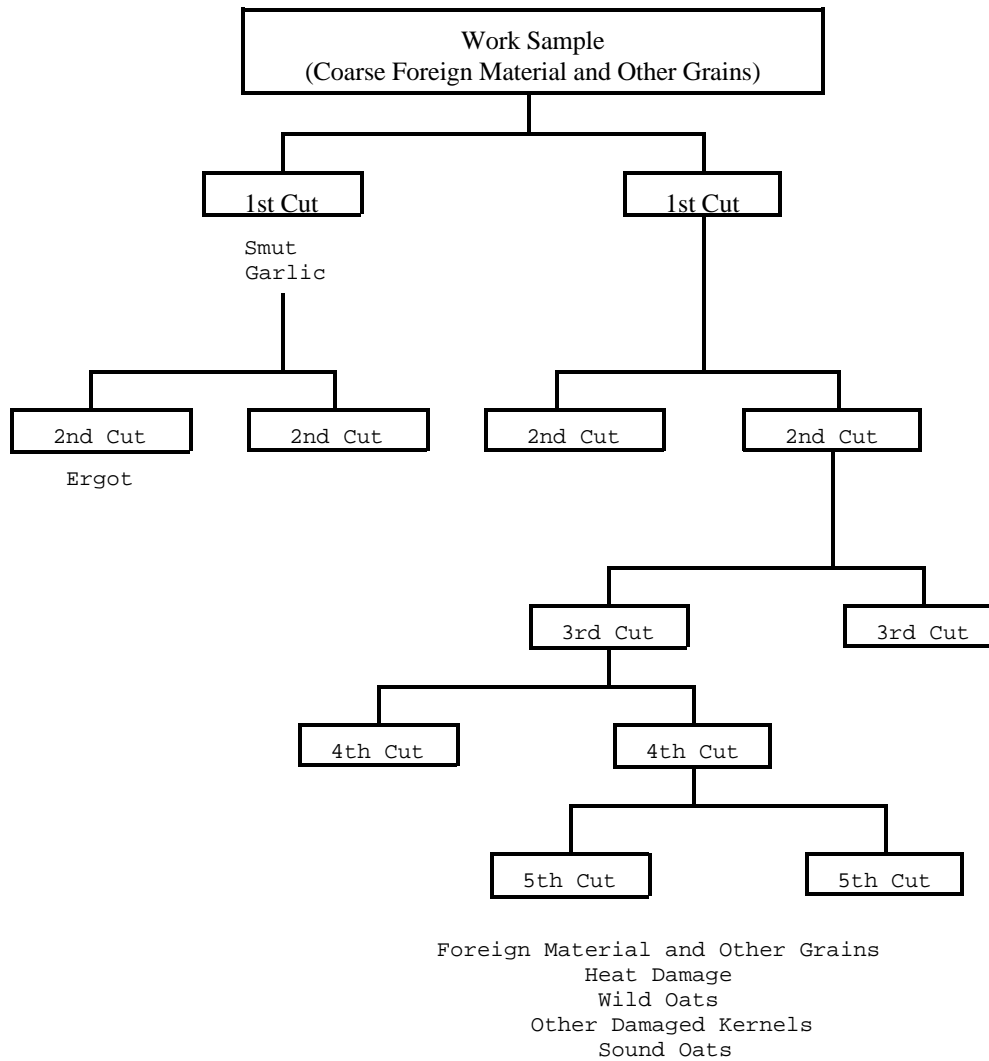 Work Sample
(Coarse Foreign Material and Other Grains)
1st Cut
1st Cut
Smut
Garlic
2nd Cut
2nd Cut
2nd Cut
2nd Cut
Ergot
3rd Cut
3rd Cut
4th Cut
4th Cut
5th Cut
5th Cut
Foreign Material and Other Grains
Heat Damage
Wild Oats
Other Damaged Kernels
Sound Oats